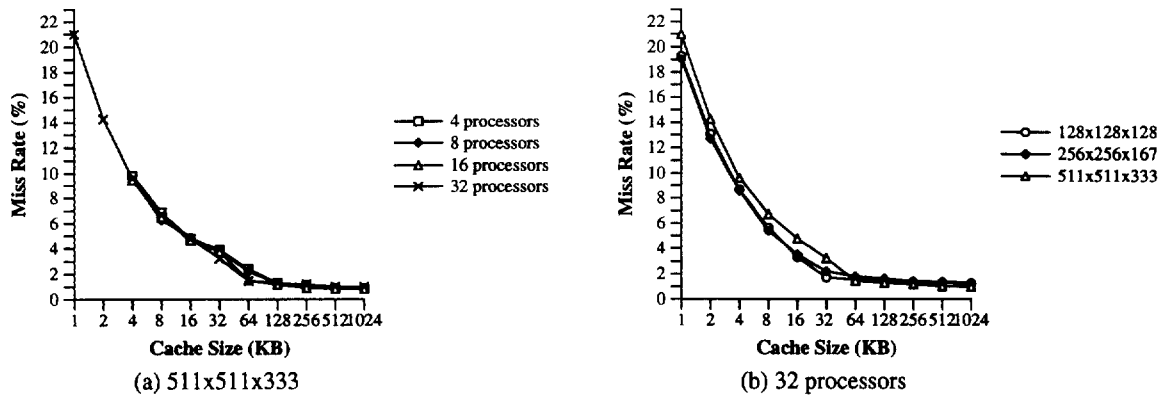 22
20
18
16
14
12
10
8
6
4
2
0
Miss Rate (%)
1 2 4 8 16 32 64 128 256 512 1024
Cache Size (KB)
4 processors
8 processors
16 processors
32 processors
(a) 511x511x333
22
20
18
16
14
12
10
8
6
4
2
0
Miss Rate (%)
1 2 4 8 16 32 64 128 256 512 1024
Cache Size (KB)
128x128x128
256x256x167
511x511x333
(b) 32 processors